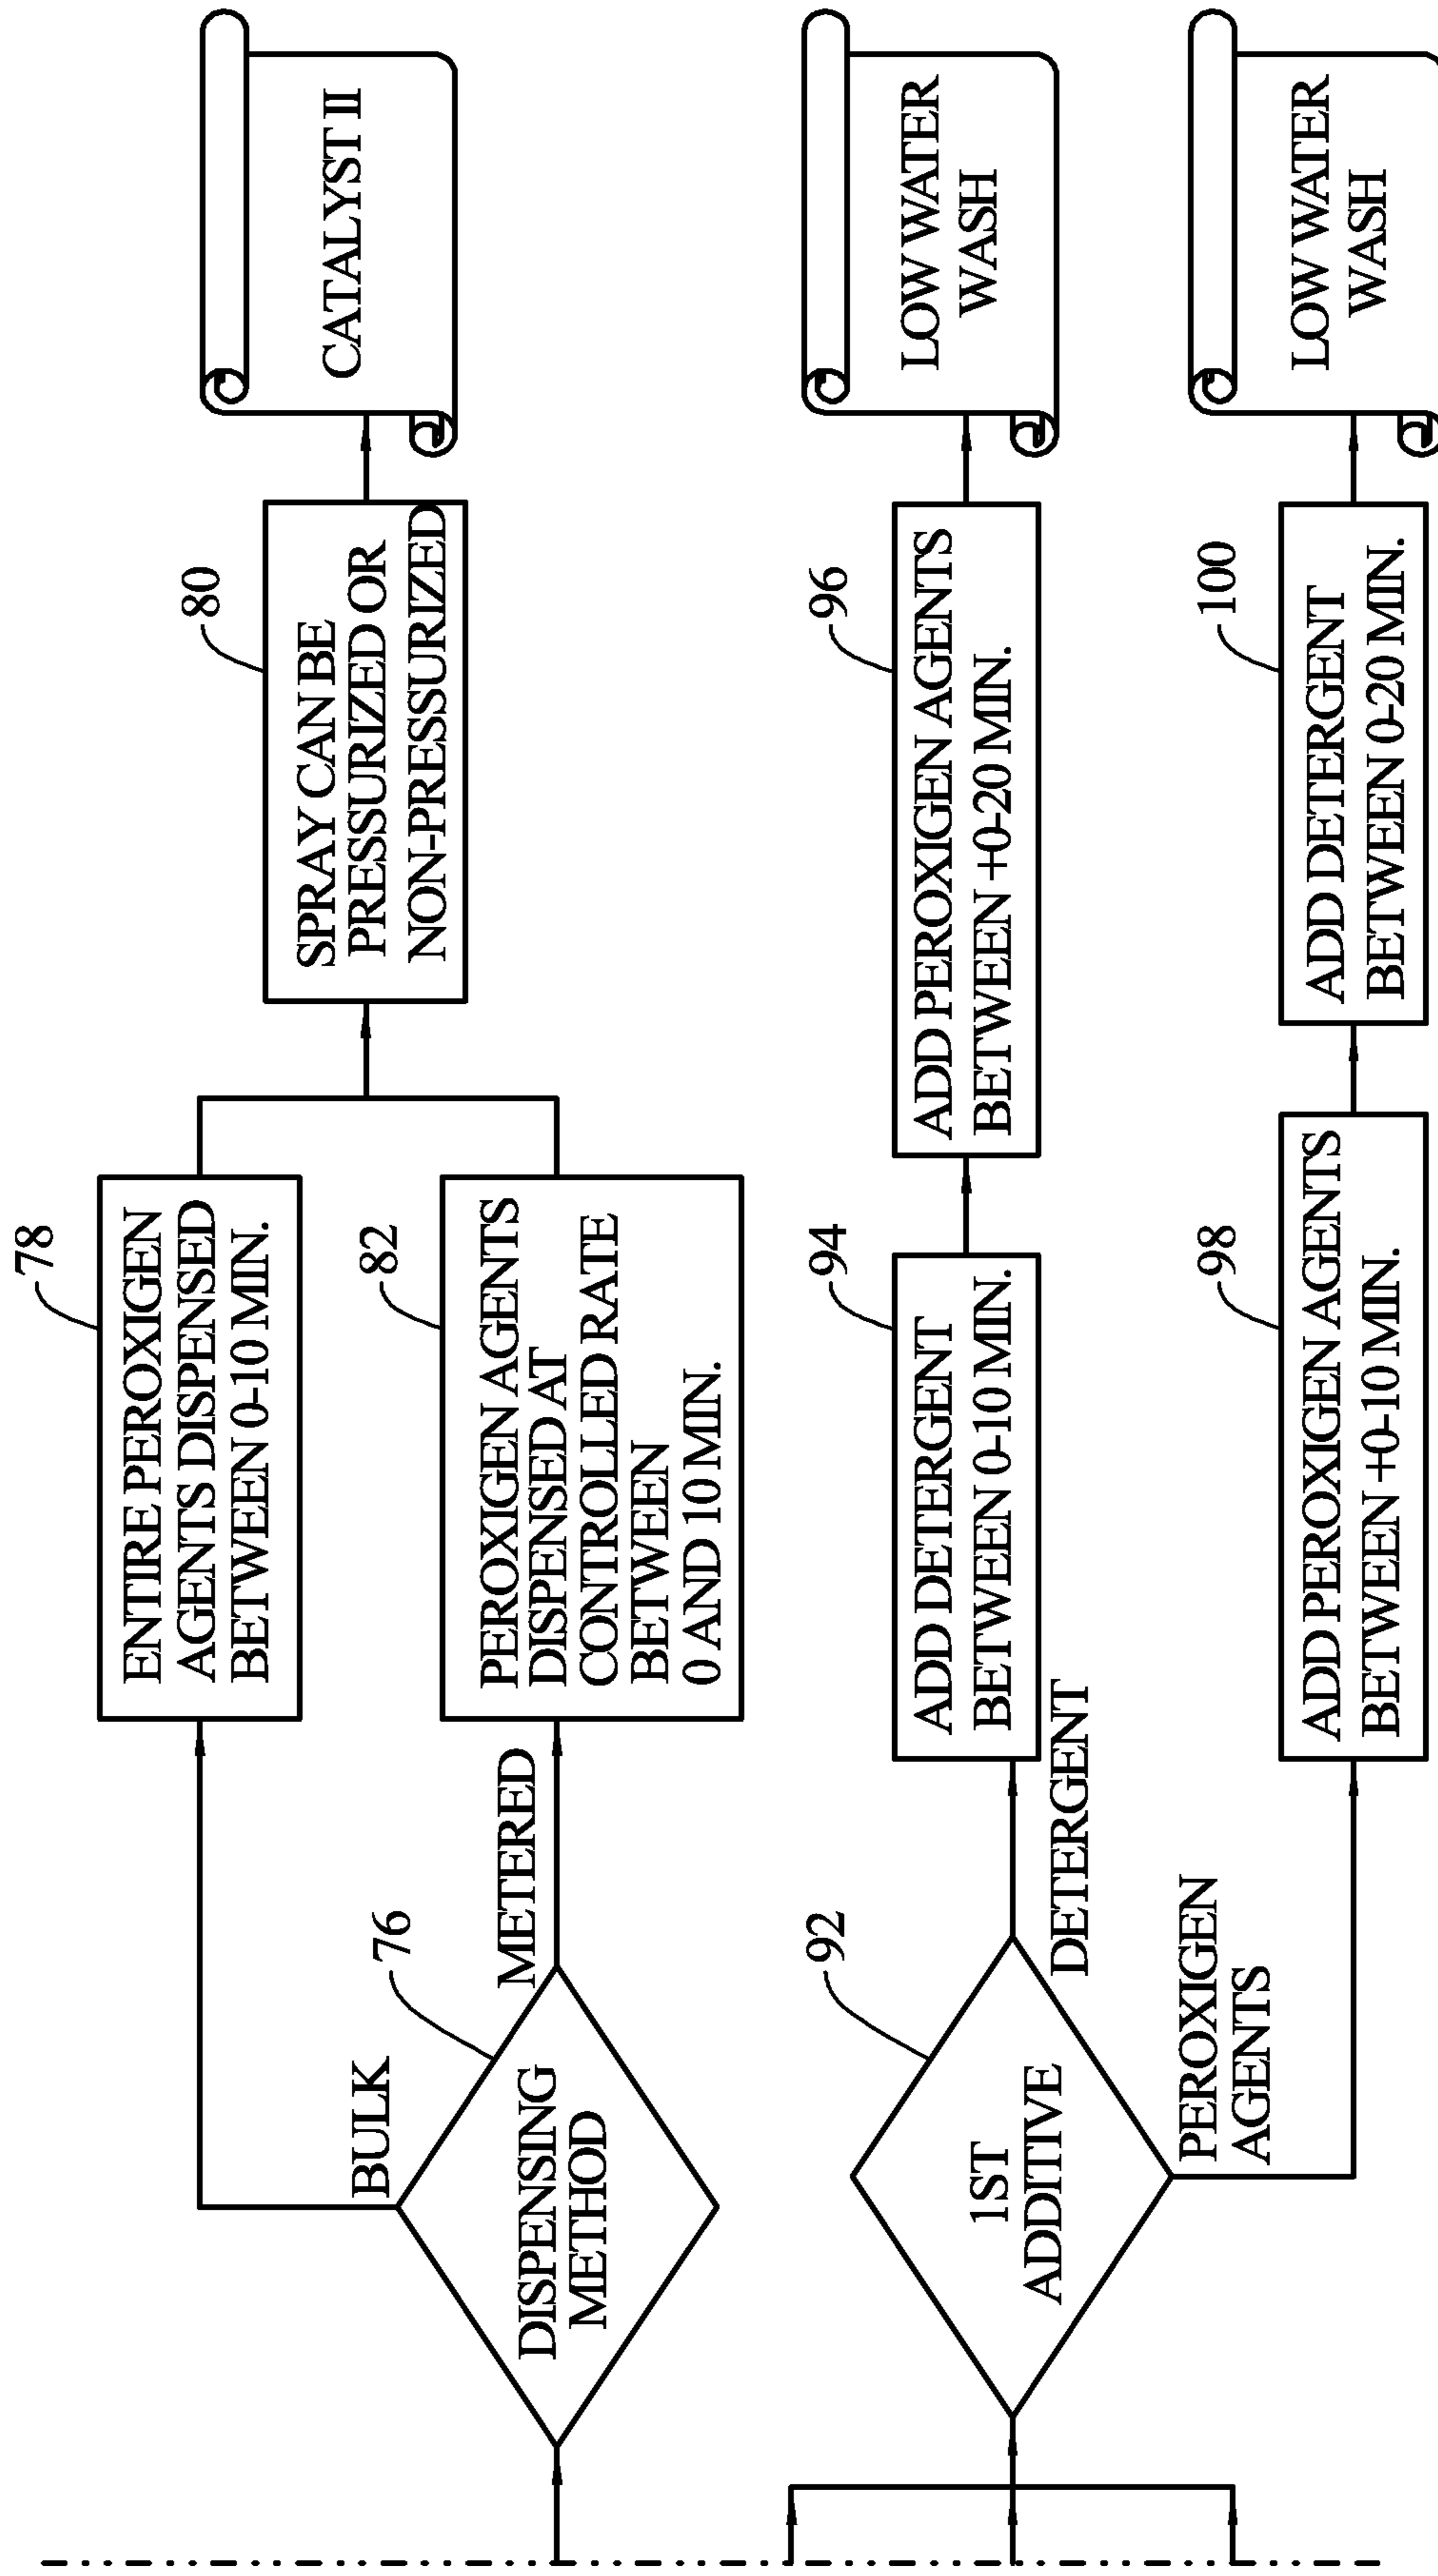 78
ENTIRE PEROXIGEN
AGENTS DISPENSED
BETWEEN 0-10 MIN.
BULK
80
SPRAY CAN BE
PRESSURIZED OR
NON-PRESSURIZED
CATALYST II
76
DISPENSING
METHOD
METERED
82
PEROXIGEN AGENTS
DISPENSED AT
CONTROLLED RATE
BETWEEN
0 AND 10 MIN.
92
1ST
ADDITIVE
DETERGENT
94
ADD DETERGENT
BETWEEN 0-10 MIN.
96
ADD PEROXIGEN AGENTS
BETWEEN +0-20 MIN.
LOW WATER
WASH
PEROXIGEN
AGENTS
98
ADD PEROXIGEN AGENTS
BETWEEN +0-10 MIN.
100
ADD DETERGENT
BETWEEN 0-20 MIN.
LOW WATER
WASH